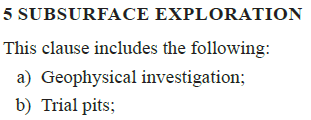 5 SUBSURFACE EXPLORATION
This clause includes the following:
a) Geophysical investigation;
b) Trial pits;